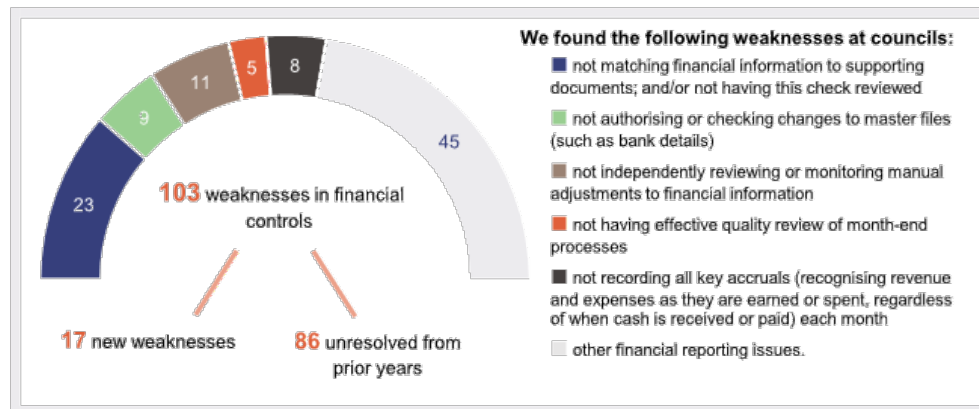 23
11
5
8
45
103 weaknesses in financial
controls
17 new weaknesses
86 unresolved from
prior years
We found the following weaknesses at councils:
not matching financial information to supporting
documents; and/or not having this check reviewed
not authorising or checking changes to master files
(such as bank details)
not independently reviewing or monitoring manual
adjustments to financial information
not having effective quality review of month-end
processes
not recording all key accruals (recognising revenue
and expenses as they are earned or spent, regardless
of when cash is received or paid) each month
other financial reporting issues.